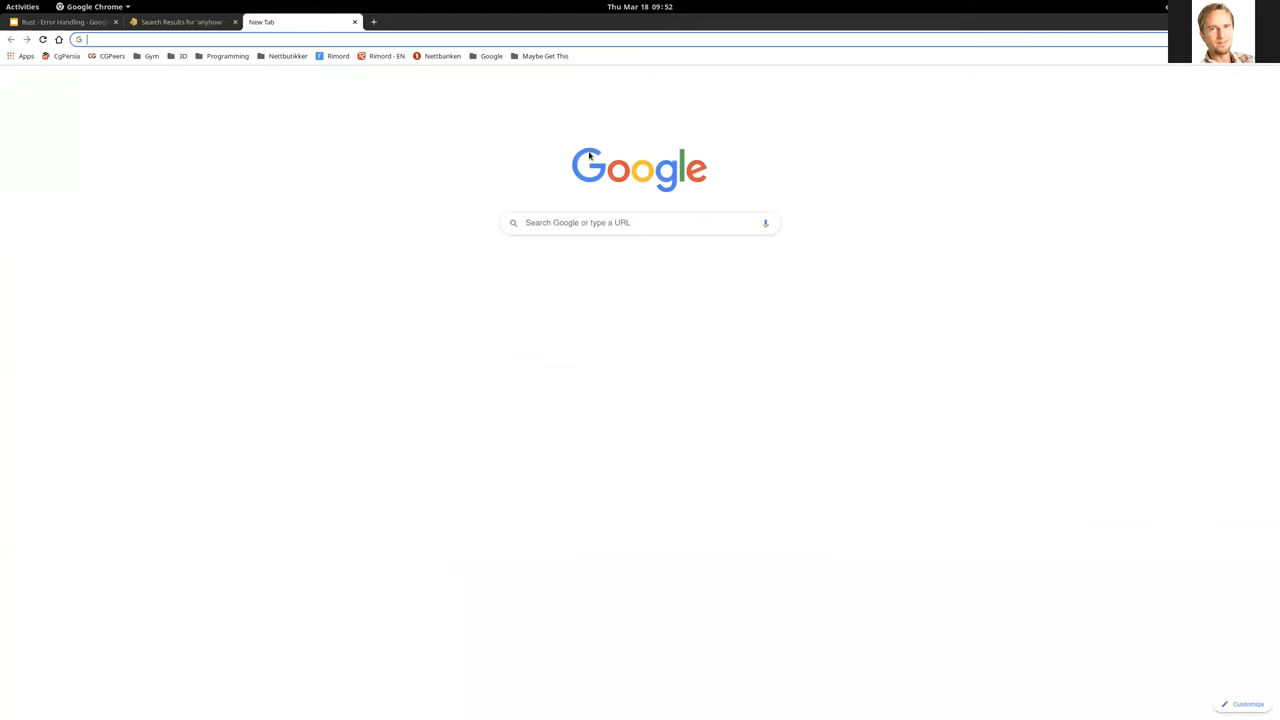 Activities Google Chrome Thu Mar 18 09:52
Rust - Error Handling - Goog Search Results for 'anyhow' New Tab
Apps CgPersia CG CGPeers Gym 3D Programming Nettbutikker Rimord Rimord - EN Nettbanken Google Maybe Get This
Google
Search Google or type a URL
Customize